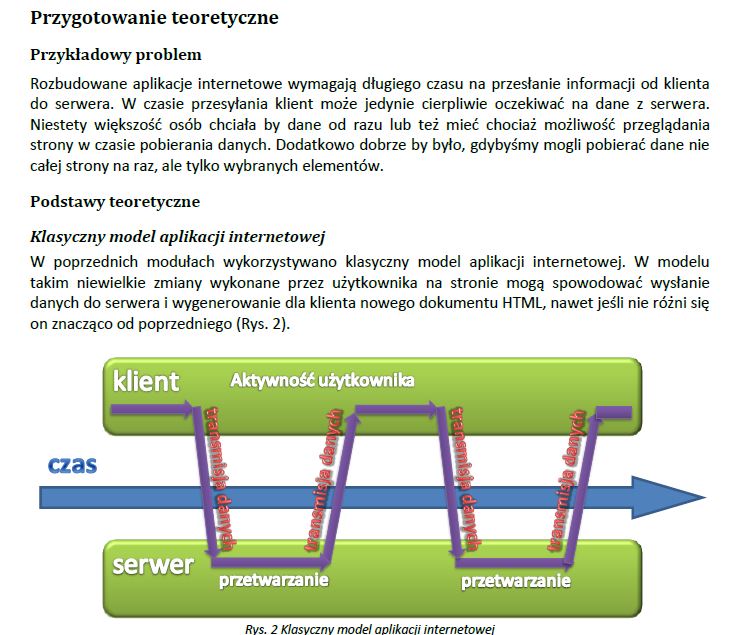 Przygotowanie teoretyczne
Przykładowy problem
Rozbudowane aplikacje internetowe wymagają długiego czasu na przesłanie informacji od klienta
do serwera. W czasie przesyłania klient może jedynie cierpliwie oczekiwać na dane z serwera.
Niestety większość osób chciała by dane od razu lub też mieć chociaż możliwość przeglądania
strony w czasie pobierania danych. Dodatkowo dobrze by było, gdybyśmy mogli pobierać dane nie
całej strony na raz, ale tylko wybranych elementów.
Podstawy teoretyczne
Klasyczny model aplikacji internetowej
W poprzednich modułach wykorzystywano klasyczny model aplikacji internetowej. W modelu
takim niewielkie zmiany wykonane przez użytkownika na stronie mogą spowodować wysłanie
danych do serwera i wygenerowanie dla klienta nowego dokumentu HTML, nawet jeśli nie różni się
on znacząco od poprzedniego (Rys. 2).
klient
Aktywność użytkownika
transmisja danych
transmisja danych
transmisja danych
transmisja danych
czas
serwer
przetwarzanie
przetwarzanie
Rys. 2 Klasyczny model aplikacji internetowej